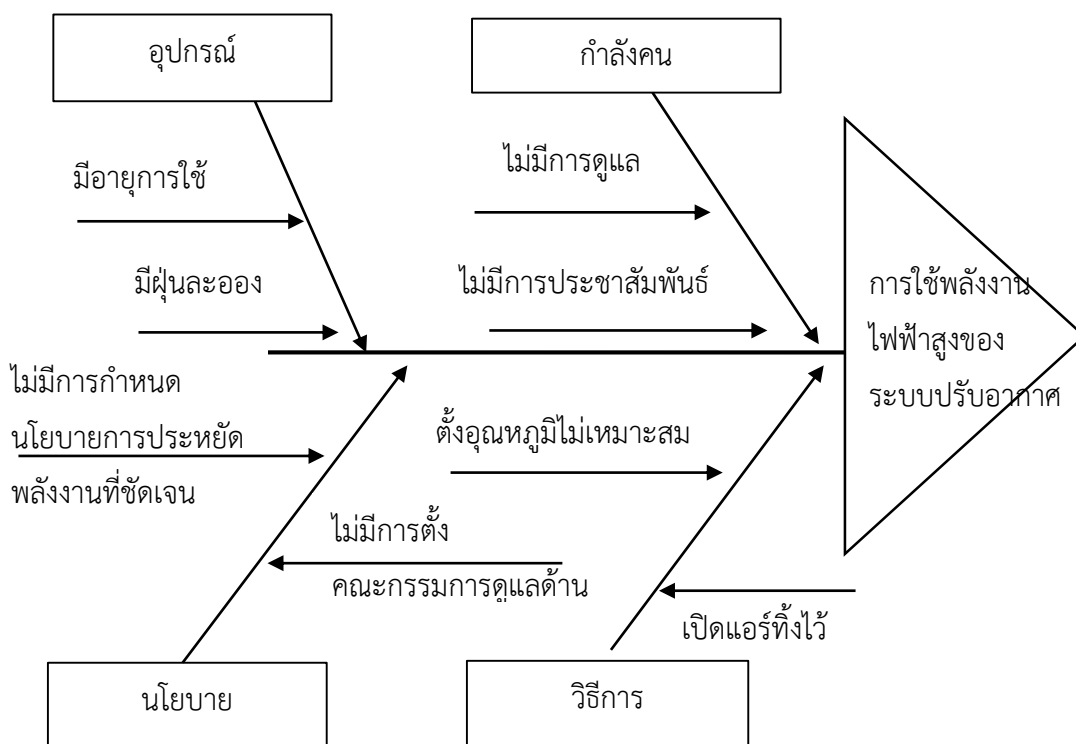 อุปกรณ์
กำลังคน
มีอายุการใช้
ไม่มีการดูแล
มีฝุ่นละออง
ไม่มีการประชาสัมพันธ์
การใช้พลังงาน
ไฟฟ้าสูงของ
ระบบปรับอากาศ
ไม่มีการกำหนด
นโยบายการประหยัด
พลังงานที่ชัดเจน
ตั้งอุณหภูมิไม่เหมาะสม
ไม่มีการตั้ง
คณะกรรมการดูแลด้าน
เปิดแอร์ทิ้งไว้
นโยบาย
วิธีการ